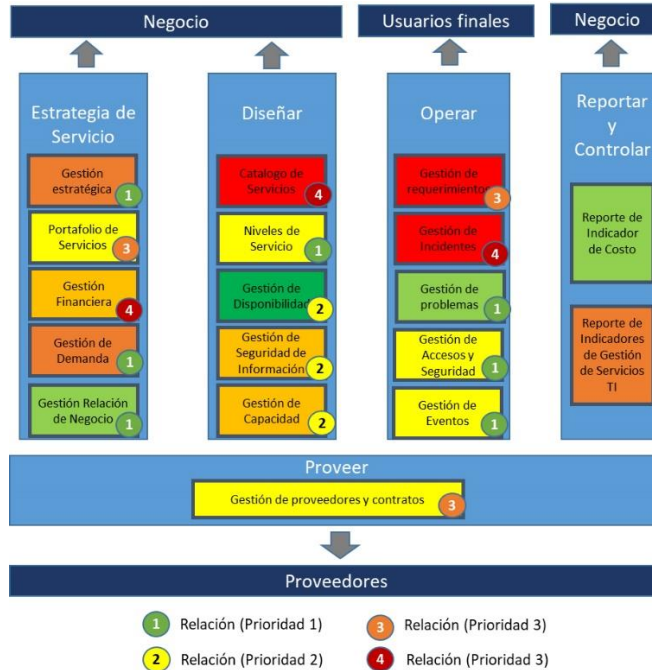 Negocio
Usuarios finales
Negocio
Estrategia de
Servicio
Gestión
estratégica
1
Portafolio de
Servicios
3
Gestión
Financiera
4
Gestión de
Demanda
1
Gestión Relación
de Negocio
1
Diseñar
Catalogo de
Servicios
4
Niveles de
Servicio
1
Gestión de
Disponibilidad
2
Gestión de
Seguridad de
Información
2
Gestión de
Capacidad
2
Operar
Gestión de
requerimientos
3
Gestión de
Incidentes
4
Gestión de
problemas
1
Gestión de
Accesos y
Seguridad
1
Gestión de
Eventos
1
Reportar
y
Controlar
Reporte de
Indicador
de Costo
Reporte de
Indicadores
de Gestión
de Servicios
TI
Proveer
Gestión de proveedores y contratos
3
Proveedores
1 Relación (Prioridad 1)
3 Relación (Prioridad 3)
2 Relación (Prioridad 2)
4 Relación (Prioridad 3)